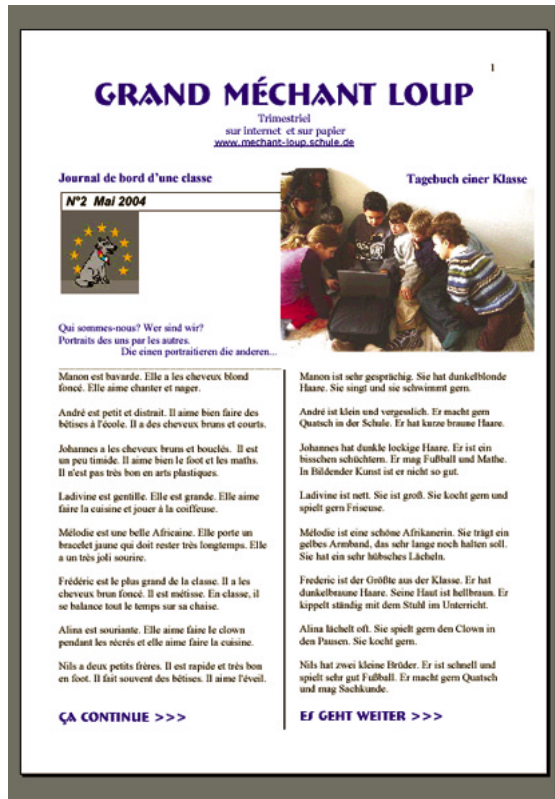 1
GRAND MÉCHANT LOUP
Trimestriel
sur internet et sur papier
www.mechant-loup.schule.de
Journal de bord d'une classe
Tagebuch einer Klasse
N°2 Mai 2004
Qui sommes-nous? Wer sind wir?
Portraits des uns par les autres.
Die einen portraitieren die anderen...
Manon est bavarde. Elle a les cheveux blond
foncé. Elle aime chanter et nager.
André est petit et distrait. Il aime bien faire des
bêtises à l'école. Il a des cheveux bruns et courts.
Johannes a les cheveux bruns et bouclés. Il est
un peu timide. Il aime bien le foot et les maths.
Il n'est pas très bon en arts plastiques.
Ladivine est gentille. Elle est grande. Elle aime
faire la cuisine et jouer à la coiffeuse.
Mélodie est une belle Africaine. Elle porte un
bracelet jaune qui doit rester très longtemps. Elle
a un très joli sourire.
Frédéric est le plus grand de la classe. Il a les
cheveux brun foncé. Il est métisse. En classe, il
se balance tout le temps sur sa chaise.
Alina est souriante. Elle aime faire le clown
pendant les récrés et elle aime faire la cuisine.
Nils a deux petits frères. Il est rapide et très bon
en foot. Il fait souvent des bêtises. Il aime l'éveil.
ÇA CONTINUE >>>
Manon ist sehr gesprächig. Sie hat dunkelblonde
Haare. Sie singt und sie schwimmt gern.
André ist klein und vergesslich. Er macht gern
Quatsch in der Schule. Er hat kurze braune Haare.
Johannes hat dunkle lockige Haare. Er ist ein
bisschen schüchtern. Er mag Fußball und Mathe.
In Bildender Kunst ist er nicht so gut.
Ladivine ist nett. Sie ist groß. Sie kocht gern und
spielt gern Friseuse.
Mélodie ist eine schöne Afrikanerin. Sie trägt ein
gelbes Armband, das sehr lange noch halten soll.
Sie hat ein sehr hübsches Lächeln.
Frederic ist der Größte aus der Klasse. Er hat
dunkelbraune Haare. Seine Haut ist hellbraun. Er
kippelt ständig mit dem Stuhl im Unterricht.
Alina lächelt oft. Sie spielt gern den Clown in
den Pausen. Sie kocht gern.
Nils hat zwei kleine Brüder. Er ist schnell und
spielt sehr gut Fußball. Er macht gern Quatsch
und mag Sachkunde.
ES GEHT WEITER >>>